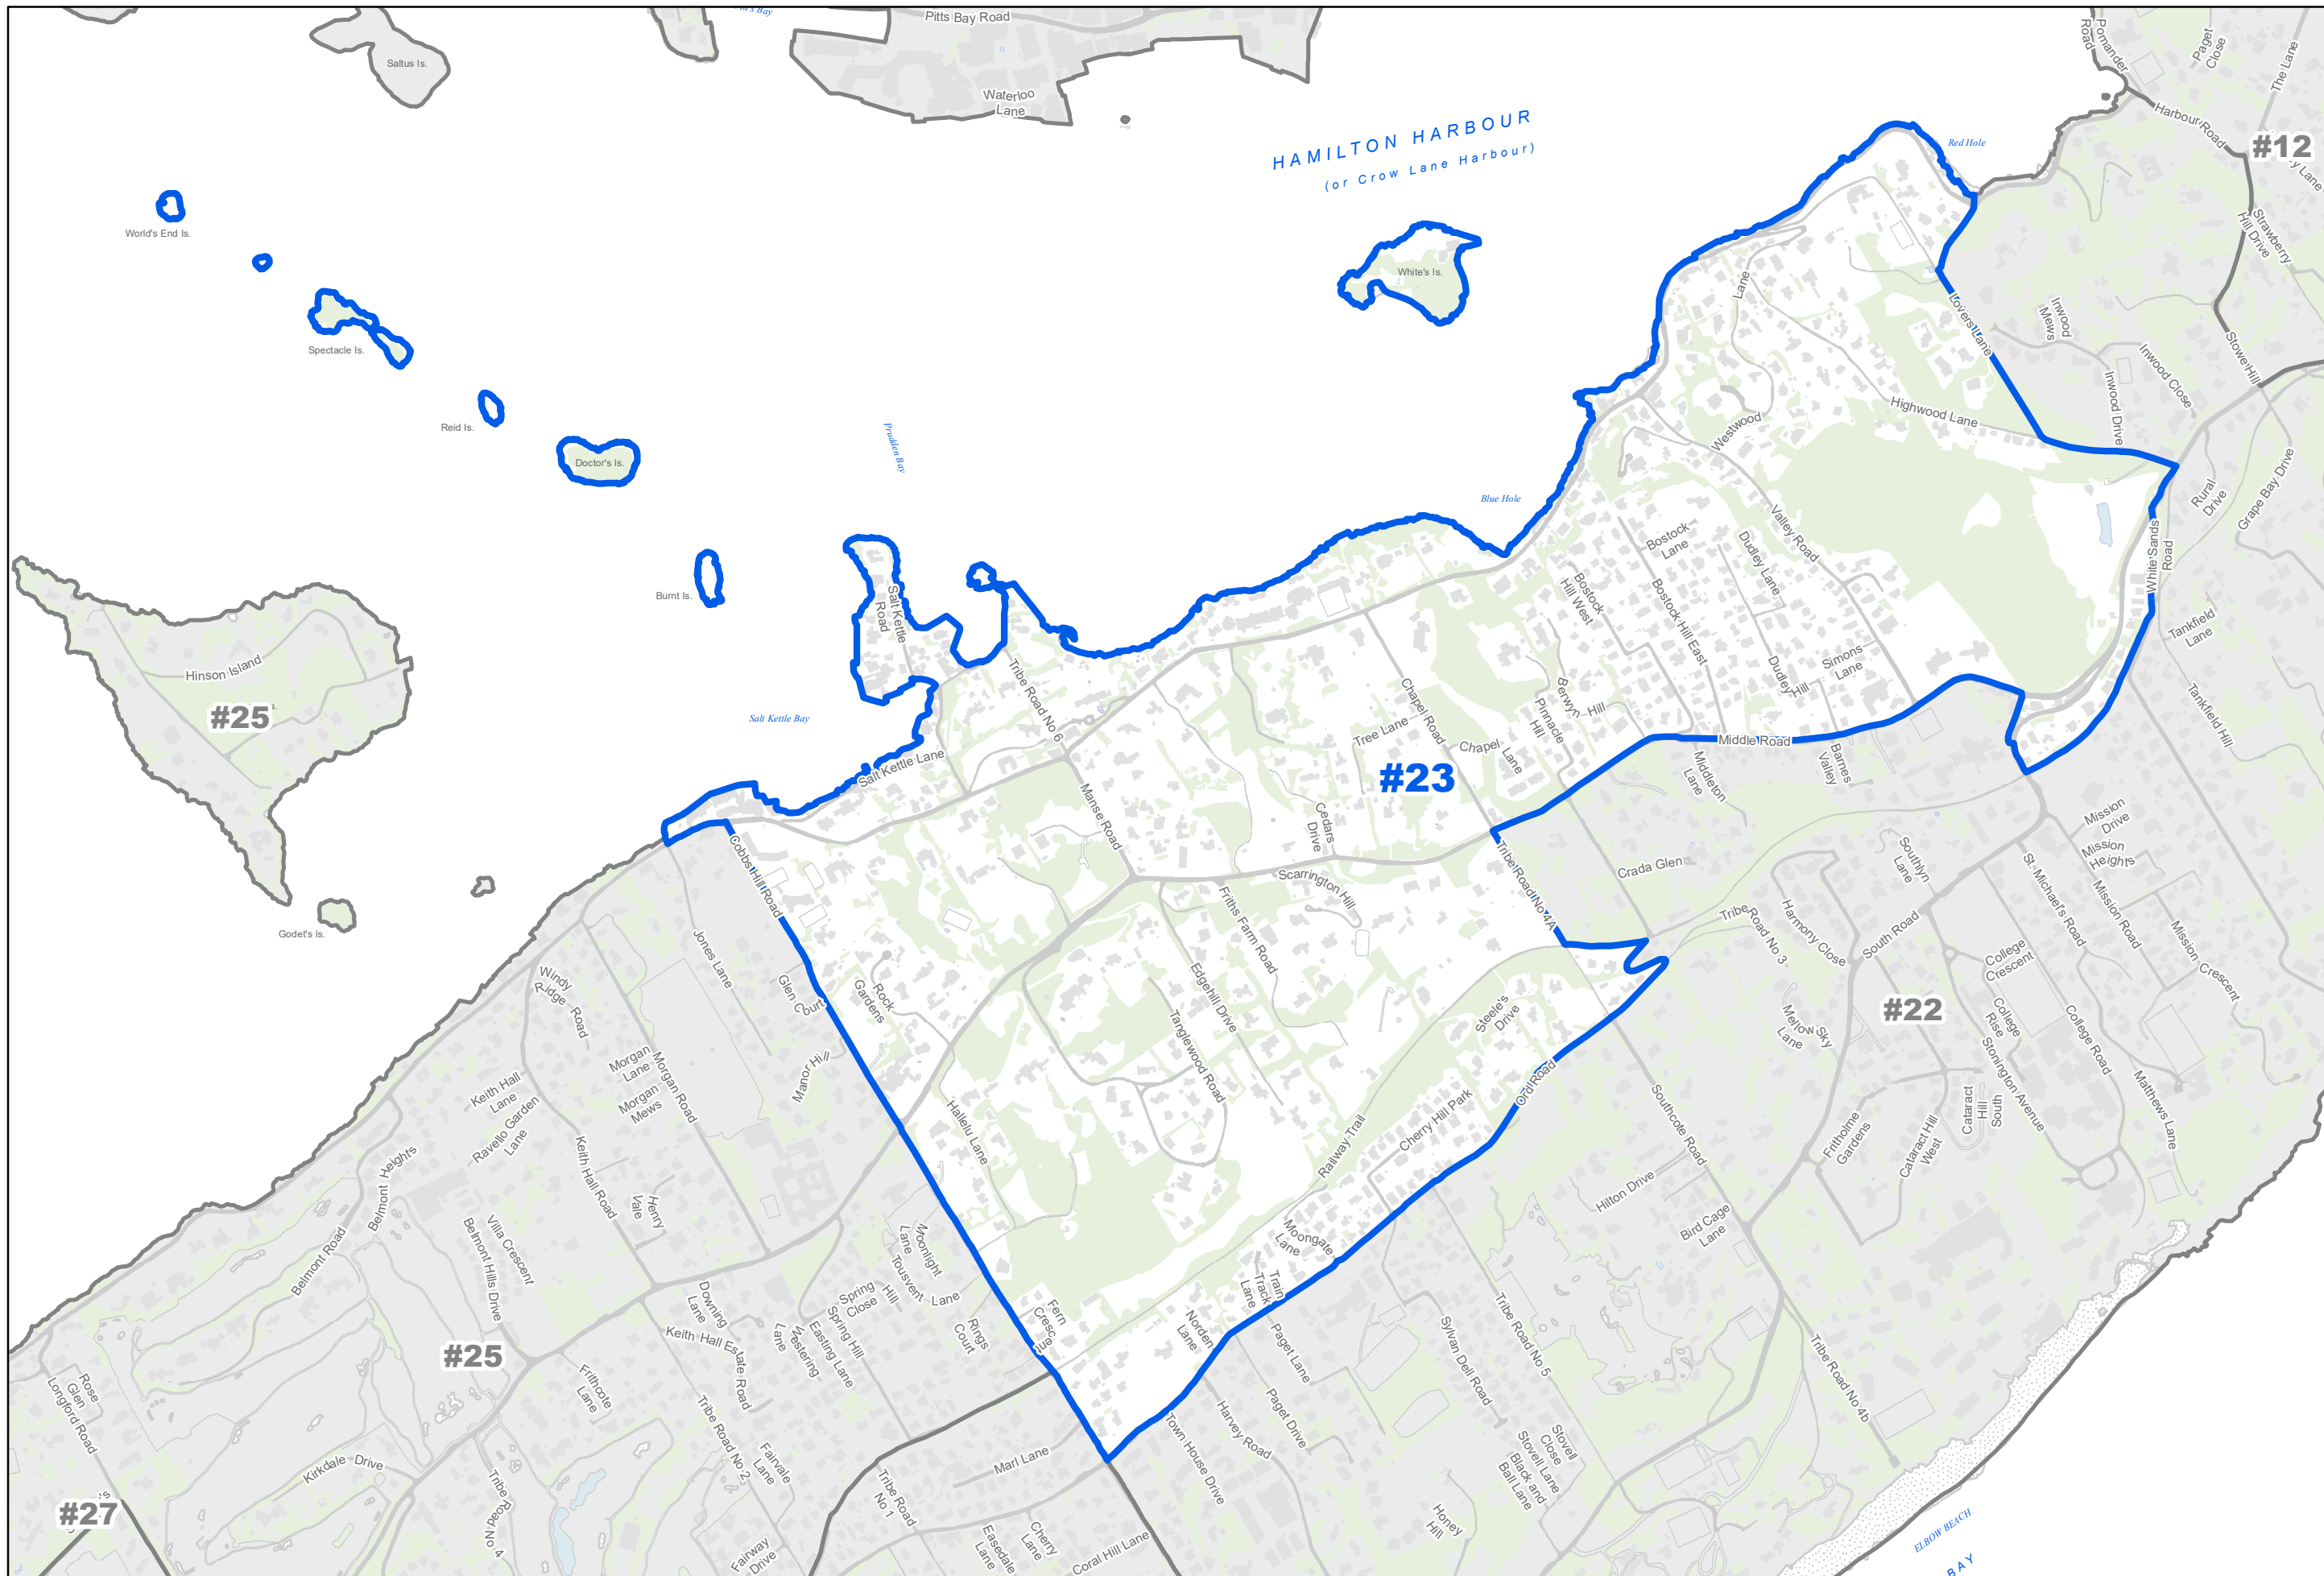 Pitts Bay Road
Saltus Is.
Waterloo
Lane
Pomander
Road
Paget
Close
The Lane
Harbour Road
#12
HAMILTON HARBOUR
(or Crow Lane Harbour)
Red Hole
World's End Is.
Strawberry
Hill Drive
White's Is.
Lane
Lovers Lane
Inwood
Mews
Spectacle Is.
Stowe Hill
Inwood Close
Inwood Drive
Highwood Lane
Reid Is.
Westwood
Prudden Bay
Doctor's Is.
Rural
Drive
Grape Bay Drive
Blue Hole
Valley Road
Bostock
Lane
Dudley Lane
White Sands
Road
Burnt Is.
Salt Kettle
Road
Bostock
Hill West
Bostock Hill East
Tankfield
Lane
Hinson Island
#25
Tribe Road No 6
Simons
Lane
Dudley
Hill
Berwyn Hill
Pinnacle
Hill
Chapel Road
Tree Lane
Chapel
Lane
Tankfield Hill
Salt Kettle Bay
Middle Road
Salt Kettle Lane
#23
Barnes
Valley
Middleton
Lane
Manse Road
Cedars
Drive
Mission
Drive
Mission
Heights
Cobbs Hill Road
Tribe Road No 4A
Crada Glen
Southlyn
Lane
Scarrington Hill
St. Michael's Road
Mission Road
Friths Farm Road
Tribe
Road No 3
Harmony Close
South Road
Godet's Is.
Jones Lane
Mission Crescent
College
Crescent
Windy
Ridge Road
Glen Court
Rock
Gardens
Edgehill Drive
Steele's
Drive
Mellow
Lane
Sky
#22
College
Rise
College Road
Tanglewood Road
Morgan
Lane
Morgan
Mews
Morgan Road
Manor Hill
Keith Hall
Lane
Ravello Garden
Lane
Ord Road
Stonington Avenue
Southcote Road
Cataract
Hill
South
Matthews Lane
Hallelu Lane
Railway Trail
Cherry Hill Park
Fritholme
Gardens
Cataract Hill
West
Belmont Heights
Keith Hall Road
Henry
Vale
Hilton Drive
Bird Cage
Lane
Villa Crescent
Belmont Hills Drive
Belmont Road
Moonlight
Lane
Tousvent Lane
Moongate
Lane
Train
Track
Lane
Spring
Close
Hill
Downing
Lane
Fern
Crescent
Norden
Lane
Keith Hall Estate Road
Westering
Lane
Easting Lane
Spring Hill
Rings
Court
Paget Lane
Sylvan Dell Road
Tribe Road No 5
Tribe Road No 4b
#25
Rose
Glen
Longford Road
Frithcote
Lane
Tribe Road No 2
Paget Drive
Harvey Road
Town House Drive
Marl Lane
Stovell
Close
Stovell Lane
Black and
Ball Lane
Kirkdale Drive
Fairvale
Lane
Tribe Road
No 1
Tribe Road No 4
#27
Fairway
Drive
Easedale
Lane
Cherry
Lane
Coral Hill Lane
Honey
Hill
ELBOW BEACH
BAY